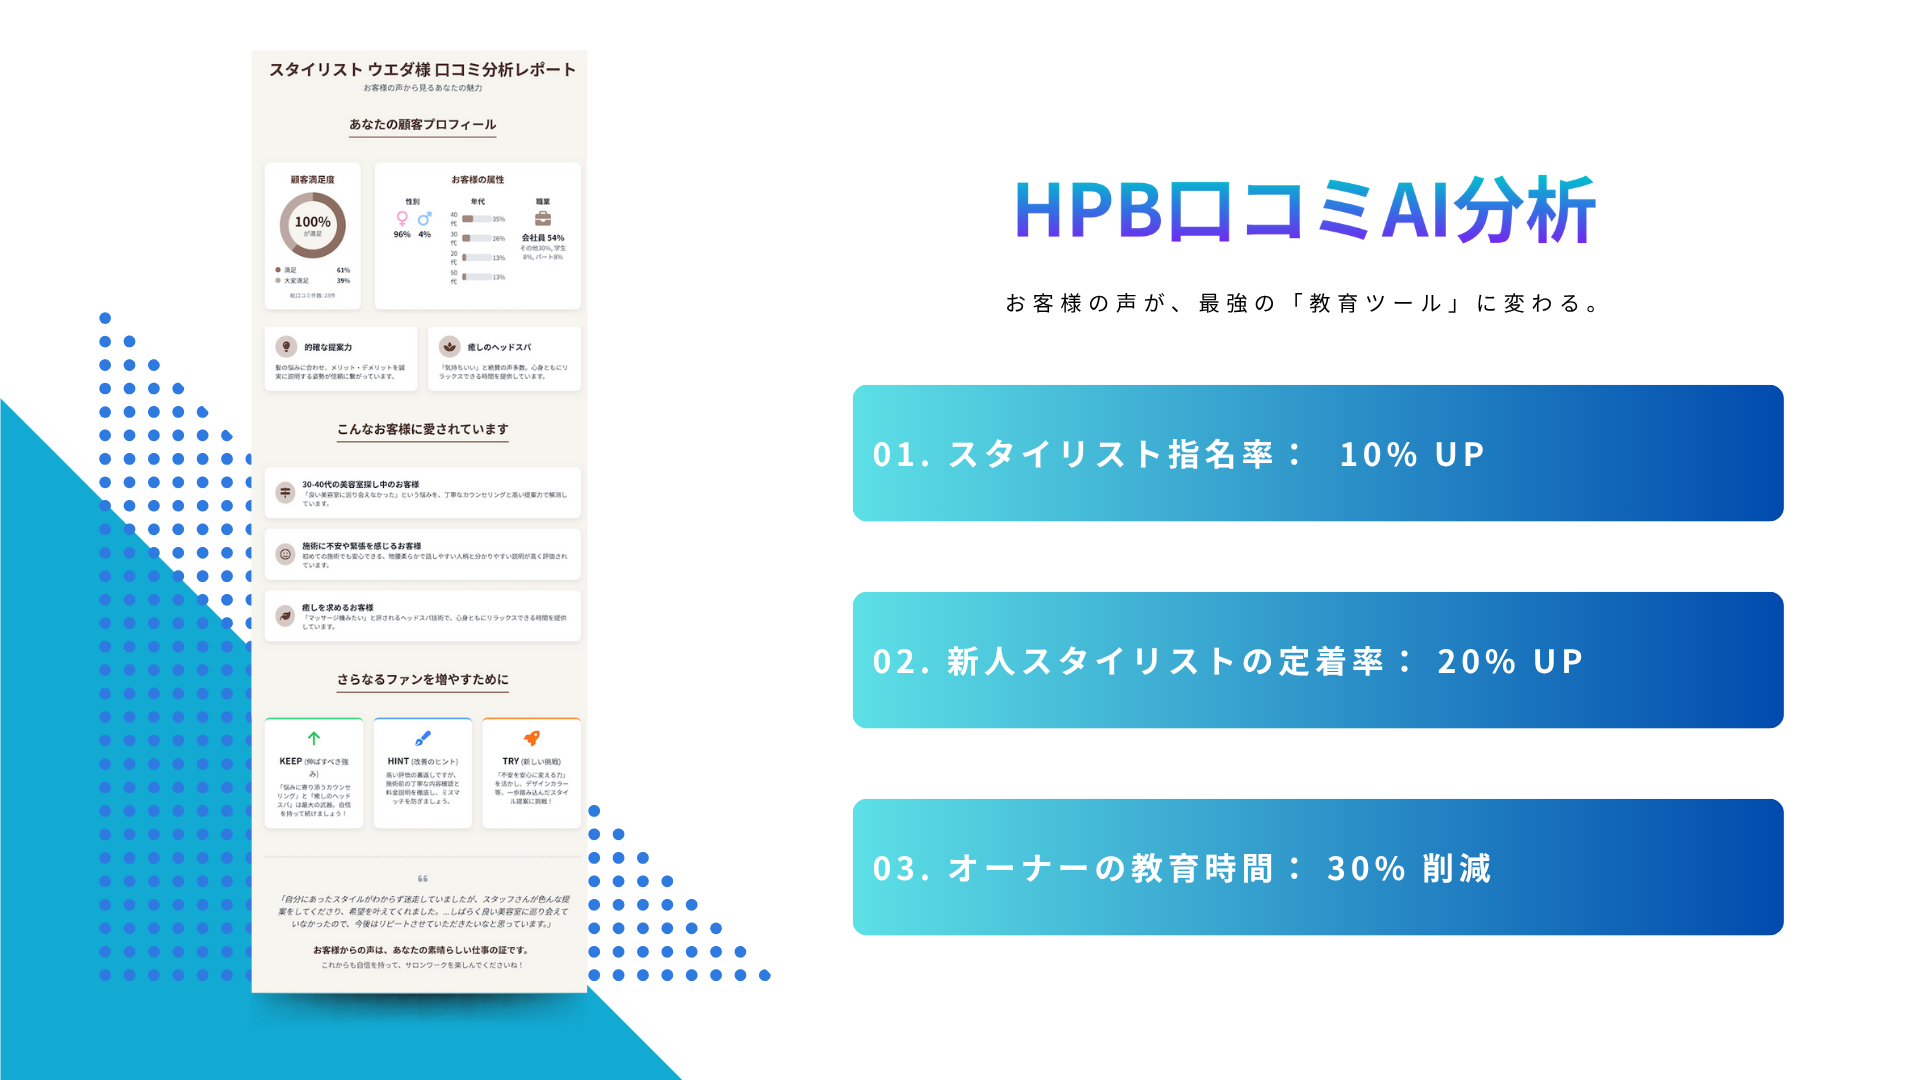 スタイリスト ウエダ様 口コミ分析レポート
お客様の声から見るあなたの魅力
あなたの顧客プロフィール
顧客満足度
100%
が満足
満足 61%
大変満足 39%
総口コミ件数: 23件
お客様の属性
性別
96% 4%
年代
40代 35%
30代 26%
20代 13%
50代 13%
職業
会社員 54%
その他30%, 学生
8%, パート8%
的確な提案力
髪の悩みに合わせ、メリット・デメリットを誠
実に説明する姿勢が信頼に繋がっています。
癒しのヘッドスパ
「気持ちいい」と絶賛の声多数。心身ともにリ
ラックスできる時間を提供しています。
こんなお客様に愛されています
30-40代の美容室探し中のお客様
「良い美容室に巡り会えなかった」という悩みを、丁寧なカウンセリングと高い提案力で解消し
ています。
施術に不安や緊張を感じるお客様
初めての施術でも安心できる、物腰柔らかで話しやすい人柄と分かりやすい説明が高く評価され
ています。
癒しを求めるお客様
「マッサージ機みたい」と評されるヘッドスパ技術で、心身ともにリラックスできる時間を提供
しています。
さらなるファンを増やすために
KEEP (伸ばすべき強
み)
「悩みに寄り添うカウンセ
リング」と「癒しのヘッド
スパ」は最大の武器。自信
を持って続けましょう！
HINT (改善のヒント)
高い評価の裏返しですが、
施術前の丁寧な内容確認と
料金説明を徹底し、ミスマ
ッチを防ぎましょう。
TRY (新しい挑戦)
「不安を安心に変える力」
を活かし、デザインカラー
等、一歩踏み込んだスタイ
ル提案に挑戦！
“
「自分にあったスタイルがわからず迷走していましたが、スタッフさんが色んな提
案をしてくださり、希望を叶えてくれました。...しばらく良い美容室に巡り会えて
いなかったので、今後はリピートさせていただきたいなと思っています。」
お客様からの声は、あなたの素晴らしい仕事の証です。
これからも自信を持って、サロンワークを楽しんでくださいね！
HPB口コミAI分析
お客様の声が、最強の「教育ツール」に変わる。
01. スタイリスト指名率： 10% UP
02. 新人スタイリストの定着率： 20% UP
03. オーナーの教育時間： 30% 削減